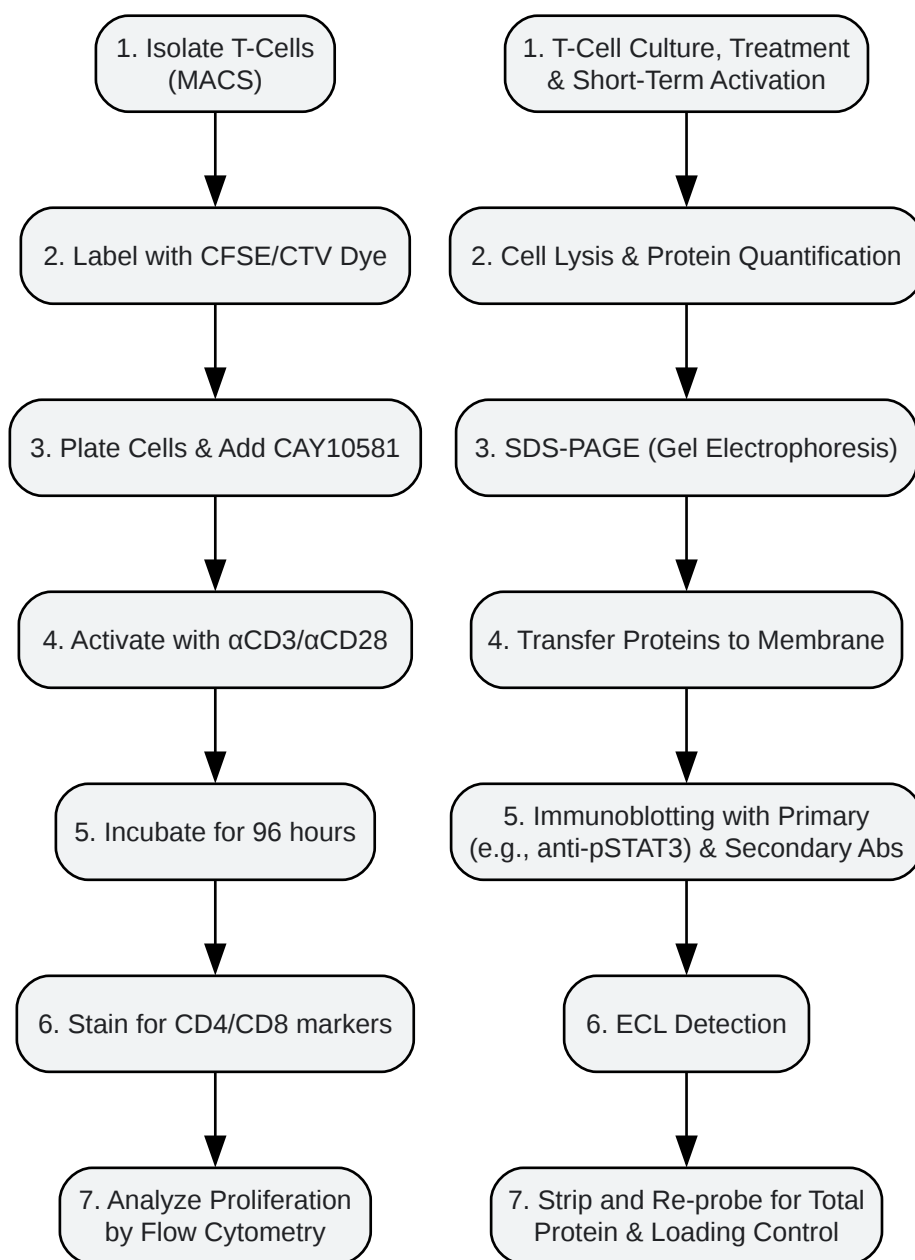 1. Isolate T-Cells
(MACS)
2. Label with CFSE/CTV Dye
3. Plate Cells & Add CAY10581
4. Activate with αCD3/αCD28
5. Incubate for 96 hours
6. Stain for CD4/CD8 markers
7. Analyze Proliferation
by Flow Cytometry
1. T-Cell Culture, Treatment
& Short-Term Activation
2. Cell Lysis & Protein Quantification
3. SDS-PAGE (Gel Electrophoresis)
4. Transfer Proteins to Membrane
5. Immunoblotting with Primary
(e.g., anti-pSTAT3) & Secondary Abs
6. ECL Detection
7. Strip and Re-probe for Total
Protein & Loading Control